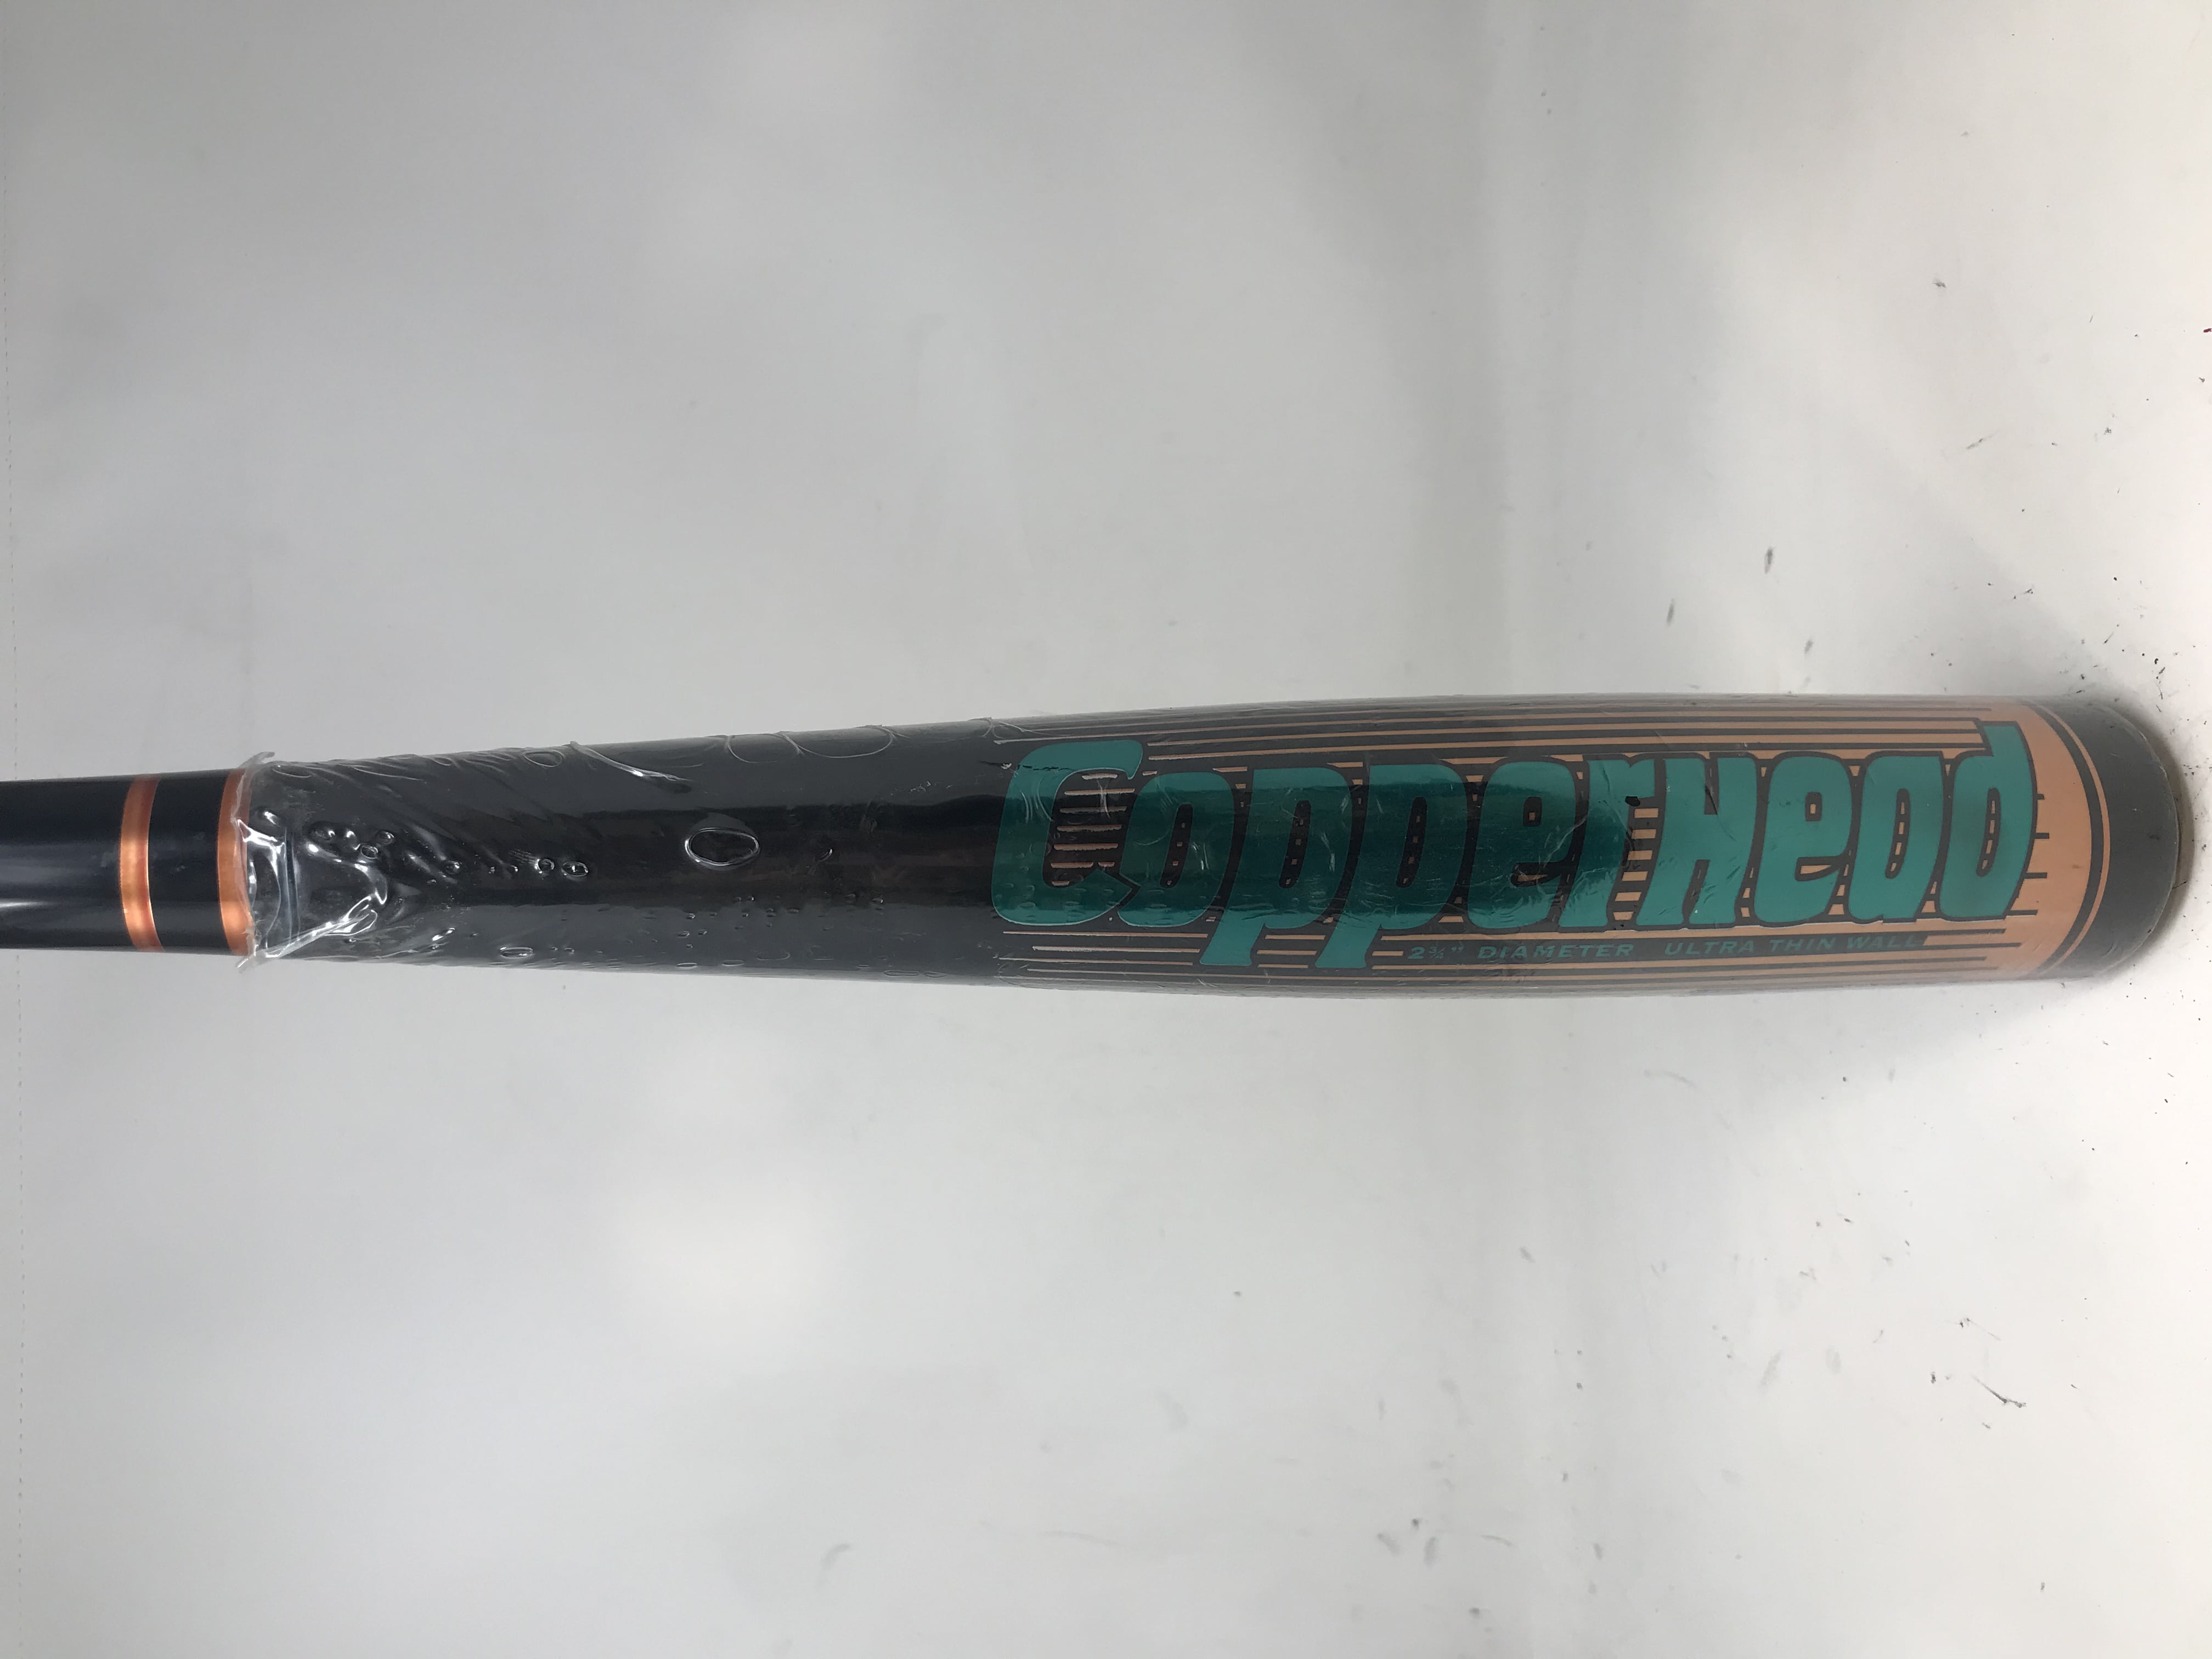 CopperHead
2¾" DIAMETER ULTRA THIN WALL